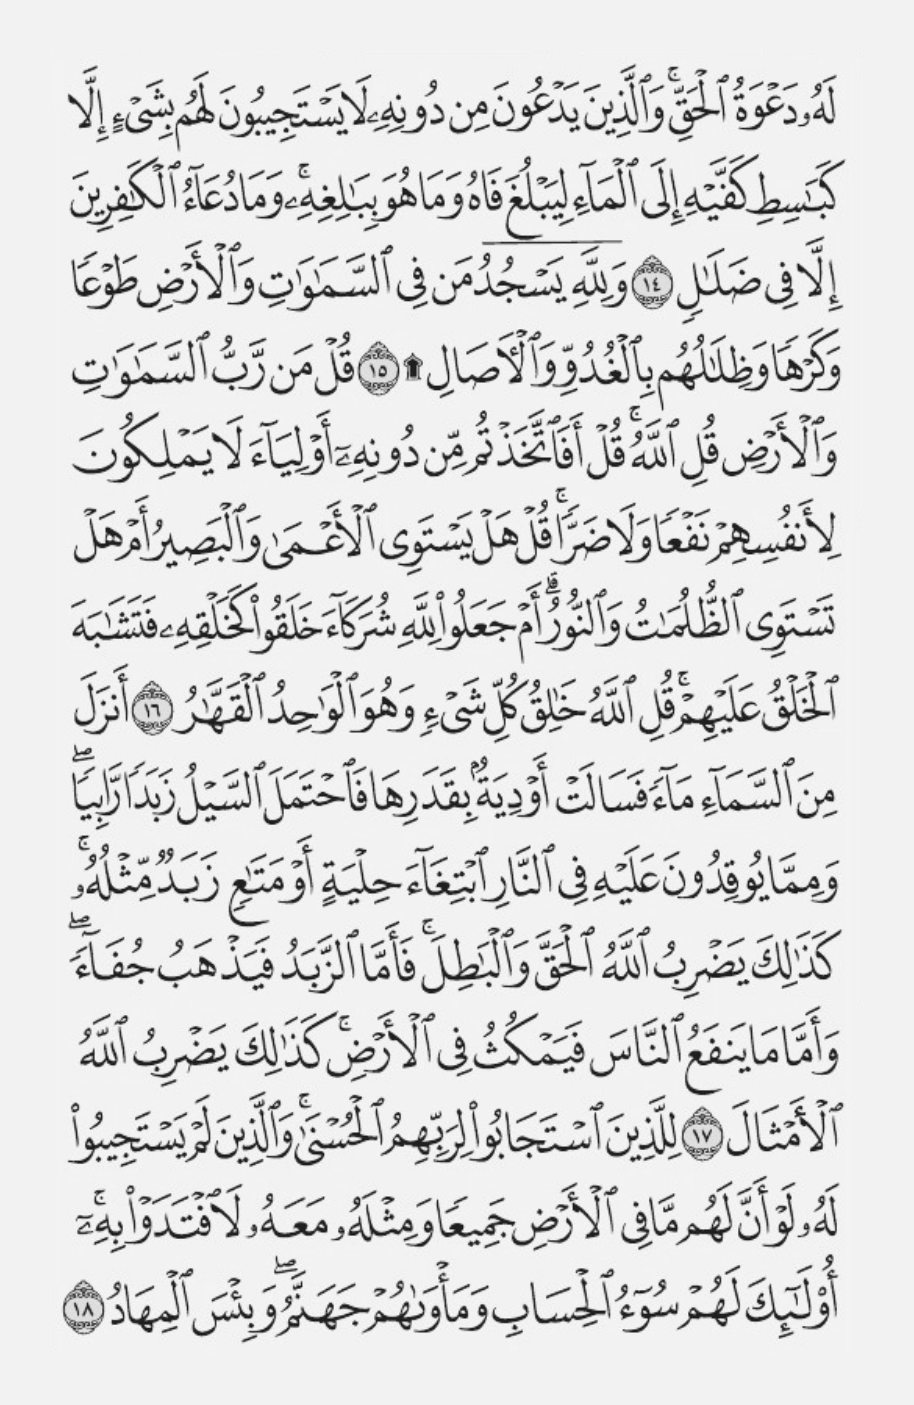 لَهُۥ دَعْوَةُ ٱلْحَقِّ ۚ وَٱلَّذِينَ يَدْعُونَ مِن دُونِهِۦ لَا يَسْتَجِيبُونَ لَهُم بِشَىْءٍ إِلَّا
كَبَٰسِطِ كَفَّيْهِ إِلَى ٱلْمَآءِ لِيَبْلُغَ فَاهُ وَمَا هُوَ بِبَٰلِغِهِۦ ۚ وَمَا دُعَآءُ ٱلْكَٰفِرِينَ
إِلَّا فِى ضَلَٰلٍ ١٤ وَلِلَّهِ يَسْجُدُ مَن فِى ٱلسَّمَٰوَٰتِ وَٱلْأَرْضِ طَوْعًا
وَكَرْهًا وَظِلَٰلُهُم بِٱلْغُدُوِّ وَٱلْءَاصَالِ ۩ ١٥ قُلْ مَن رَّبُّ ٱلسَّمَٰوَٰتِ
وَٱلْأَرْضِ قُلِ ٱللَّهُ ۚ قُلْ أَفَٱتَّخَذْتُم مِّن دُونِهِۦٓ أَوْلِيَآءَ لَا يَمْلِكُونَ
لِأَنفُسِهِمْ نَفْعًا وَلَا ضَرًّا ۚ قُلْ هَلْ يَسْتَوِى ٱلْأَعْمَىٰ وَٱلْبَصِيرُ أَمْ هَلْ
تَسْتَوِى ٱلظُّلُمَٰتُ وَٱلنُّورُ ۗ أَمْ جَعَلُوا۟ لِلَّهِ شُرَكَآءَ خَلَقُوا۟ كَخَلْقِهِۦ فَتَشَٰبَهَ
ٱلْخَلْقُ عَلَيْهِمْ ۚ قُلِ ٱللَّهُ خَٰلِقُ كُلِّ شَىْءٍ وَهُوَ ٱلْوَٰحِدُ ٱلْقَهَّٰرُ ١٦ أَنزَلَ
مِنَ ٱلسَّمَآءِ مَآءً فَسَالَتْ أَوْدِيَةٌۢ بِقَدَرِهَا فَٱحْتَمَلَ ٱلسَّيْلُ زَبَدًا رَّابِيًا ۖ
وَمِمَّا يُوقِدُونَ عَلَيْهِ فِى ٱلنَّارِ ٱبْتِغَآءَ حِلْيَةٍ أَوْ مَتَٰعٍ زَبَدٌ مِّثْلُهُۥ ۚ
كَذَٰلِكَ يَضْرِبُ ٱللَّهُ ٱلْحَقَّ وَٱلْبَٰطِلَ ۚ فَأَمَّا ٱلزَّبَدُ فَيَذْهَبُ جُفَآءً ۖ
وَأَمَّا مَا يَنفَعُ ٱلنَّاسَ فَيَمْكُثُ فِى ٱلْأَرْضِ ۚ كَذَٰلِكَ يَضْرِبُ ٱللَّهُ
ٱلْأَمْثَالَ ١٧ لِلَّذِينَ ٱسْتَجَابُوا۟ لِرَبِّهِمُ ٱلْحُسْنَىٰ ۚ وَٱلَّذِينَ لَمْ يَسْتَجِيبُوا۟
لَهُۥ لَوْ أَنَّ لَهُم مَّا فِى ٱلْأَرْضِ جَمِيعًا وَمِثْلَهُۥ مَعَهُۥ لَٱفْتَدَوْا۟ بِهِۦٓ ۚ
أُو۟لَٰٓئِكَ لَهُمْ سُوٓءُ ٱلْحِسَابِ وَمَأْوَىٰهُمْ جَهَنَّمُ ۖ وَبِئْسَ ٱلْمِهَادُ ١٨